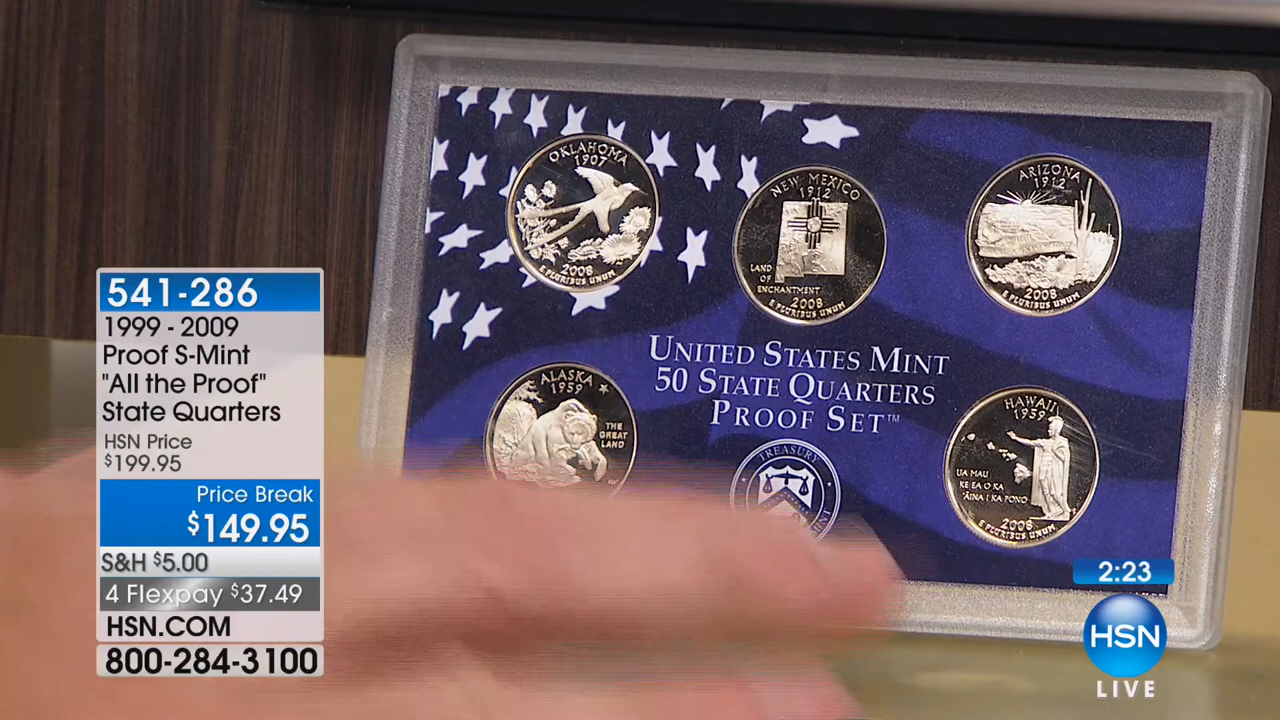 541-286
1999 - 2009
Proof S-Mint
"All the Proof"
State Quarters
HSN Price
$199.95
Price Break
$149.95
S&H $5.00
4 Flexpay $37.49
HSN.COM
800-284-3100
OKLAHOMA
1907
2008
E PLURIBUS UNUM
NEW MEXICO
1912
LAND
OF
ENCHANTMENT
2008
E PLURIBUS UNUM
ARIZONA
1912
2008
E PLURIBUS UNUM
UNITED STATES MINT
50 STATE QUARTERS
PROOF SET™
ALASKA
1959
THE
GREAT
LAND
TREASURY
HAWAII
1959
UA MAU
KE EA O KA
ʻĀINA I KA PONO
2008
E PLURIBUS UNUM
2:23
HSN
LIVE